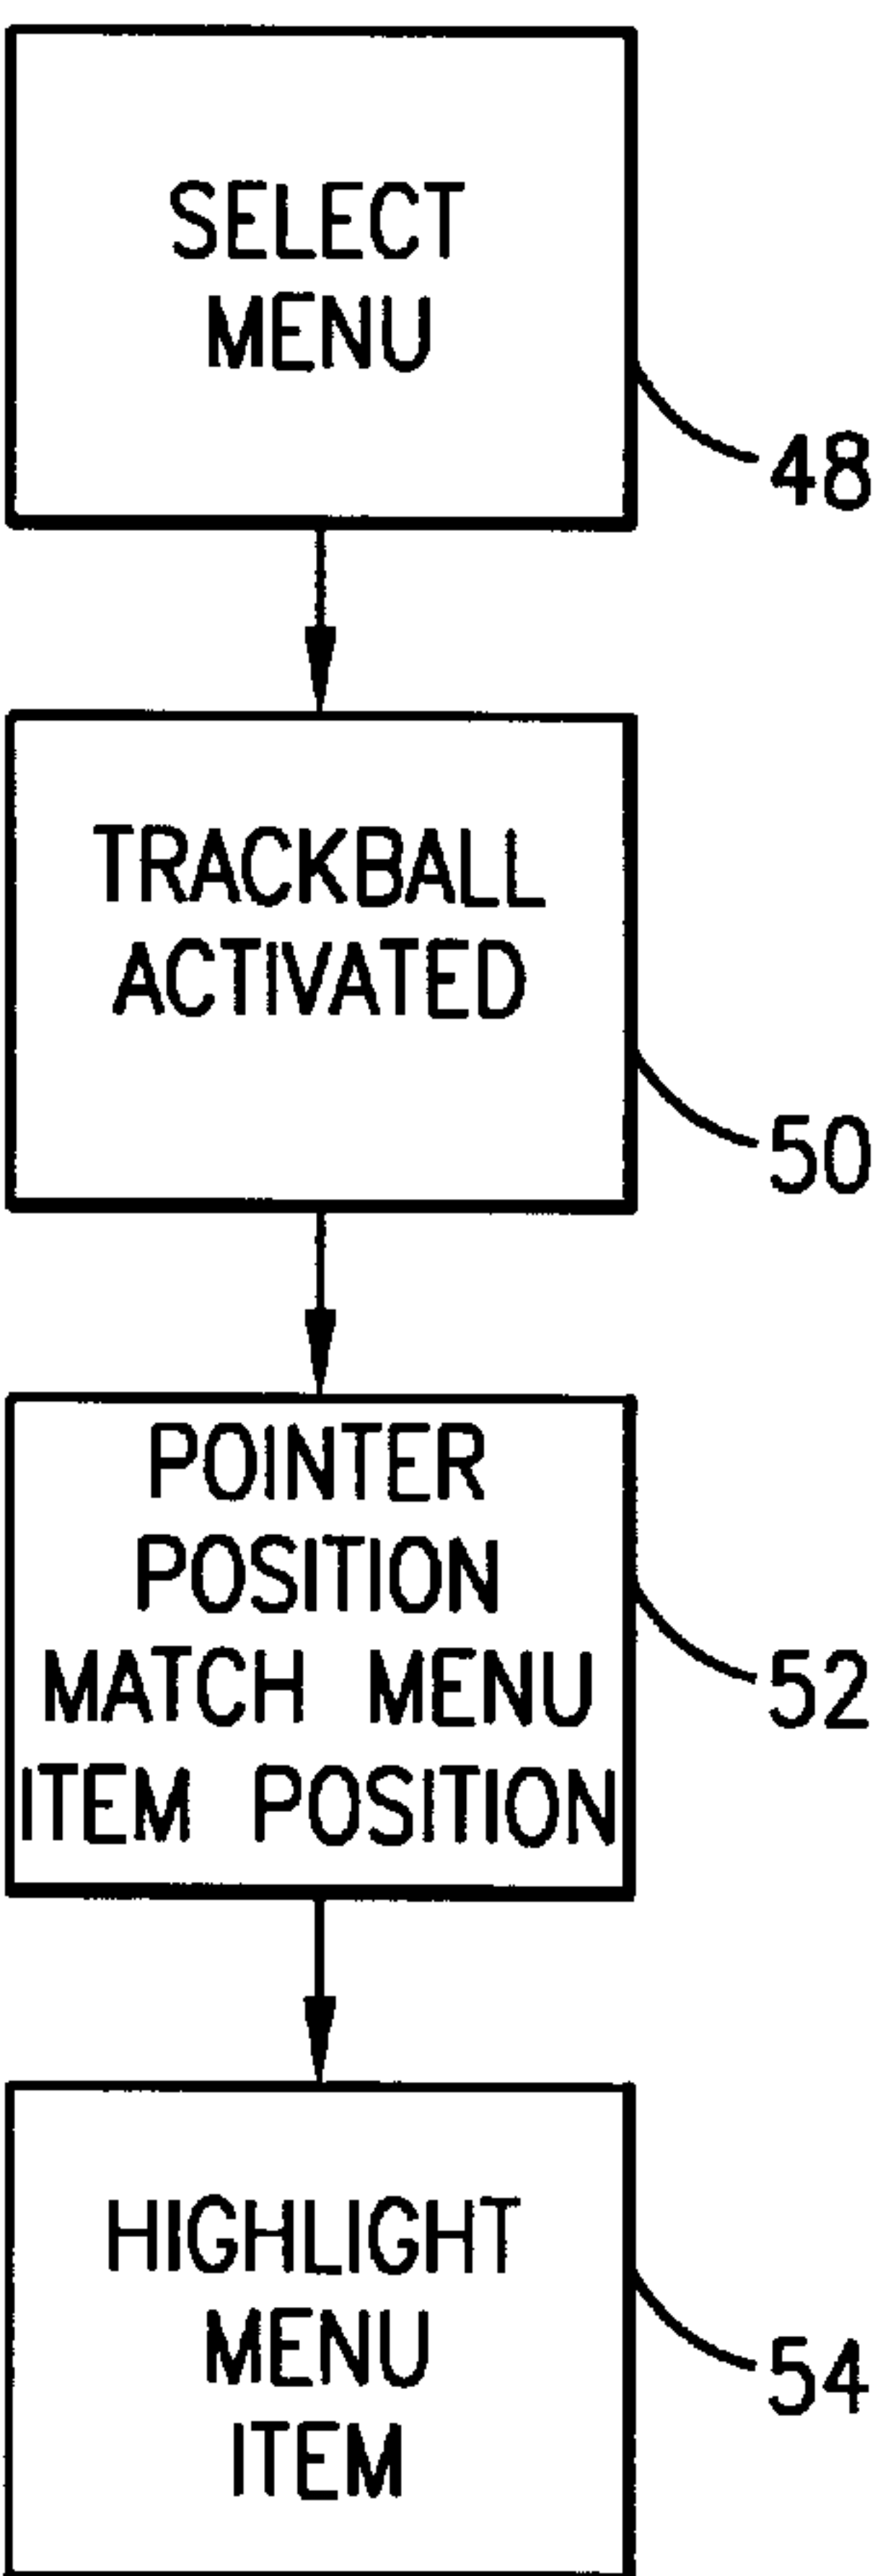 SELECT
MENU
48
TRACKBALL
ACTIVATED
50
POINTER
POSITION
MATCH MENU
ITEM POSITION
52
HIGHLIGHT
MENU
ITEM
54